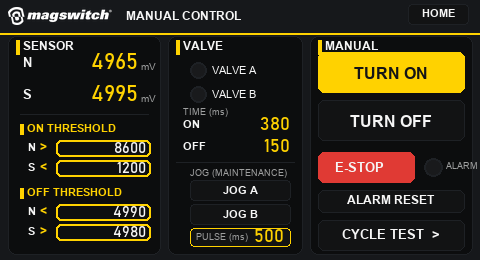 magswitch MANUAL CONTROL HOME
SENSOR
N 4965 mV
S 4995 mV
ON THRESHOLD
N > 8600
S < 1200
OFF THRESHOLD
N < 4990
S > 4980
VALVE
VALVE A
VALVE B
TIME (ms)
ON 380
OFF 150
JOG (MAINTENANCE)
JOG A
JOG B
PULSE (ms) 500
MANUAL
TURN ON
TURN OFF
E-STOP ALARM
ALARM RESET
CYCLE TEST >